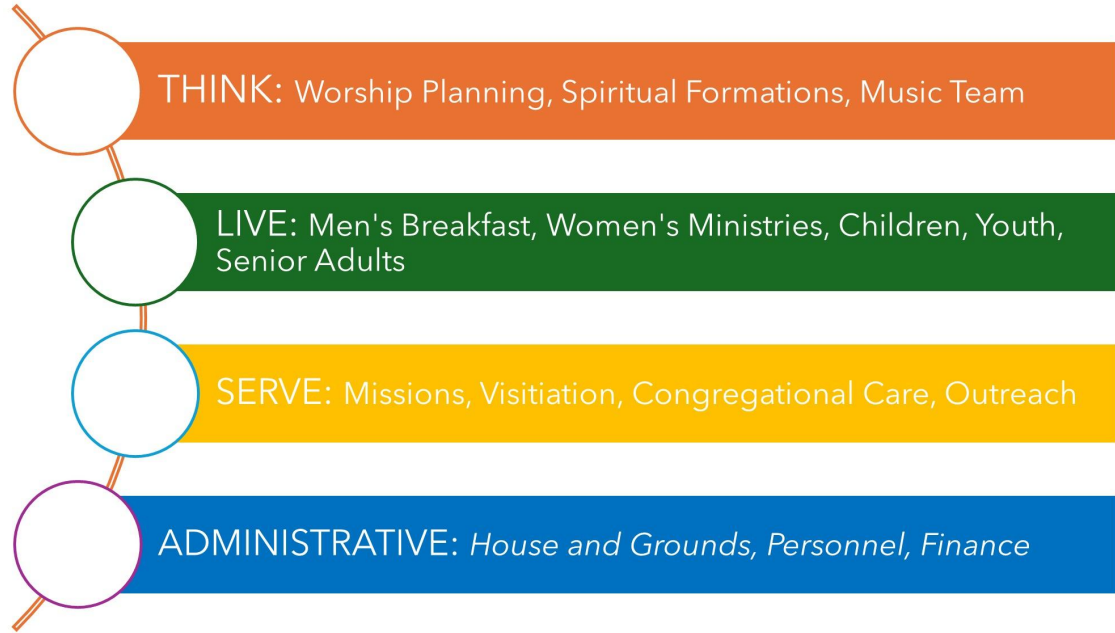 THINK: Worship Planning, Spiritual Formations, Music Team
LIVE: Men's Breakfast, Women's Ministries, Children, Youth,
Senior Adults
SERVE: Missions, Visitiation, Congregational Care, Outreach
ADMINISTRATIVE: House and Grounds, Personnel, Finance